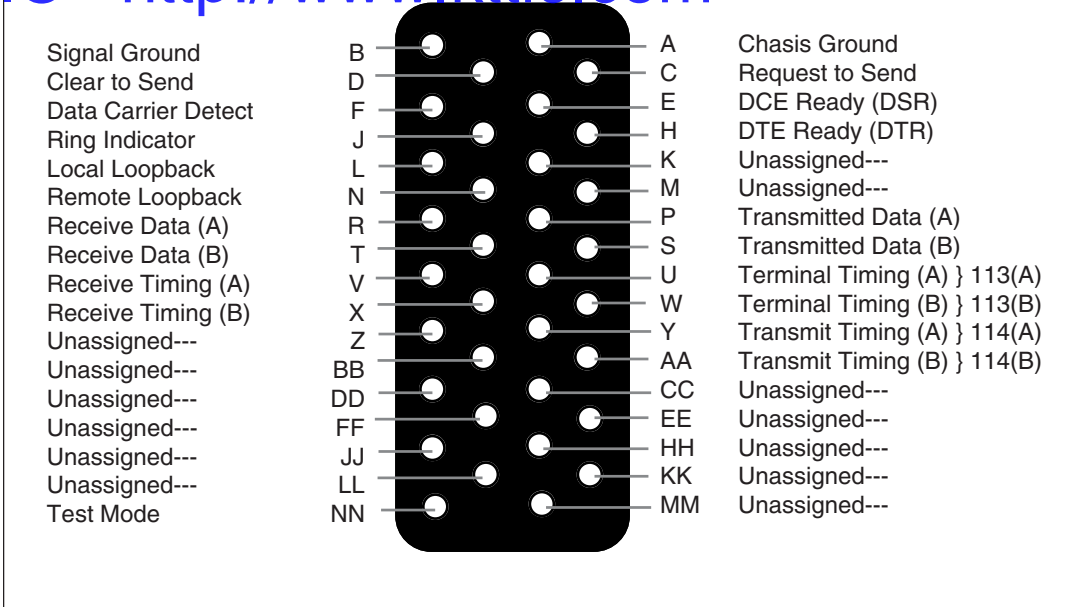 Signal Ground B A Chasis Ground
Clear to Send D C Request to Send
Data Carrier Detect F E DCE Ready (DSR)
Ring Indicator J H DTE Ready (DTR)
Local Loopback L K Unassigned---
Remote Loopback N M Unassigned---
Receive Data (A) R P Transmitted Data (A)
Receive Data (B) T S Transmitted Data (B)
Receive Timing (A) V U Terminal Timing (A) } 113(A)
Receive Timing (B) X W Terminal Timing (B) } 113(B)
Unassigned--- Z Y Transmit Timing (A) } 114(A)
Unassigned--- BB AA Transmit Timing (B) } 114(B)
Unassigned--- DD CC Unassigned---
Unassigned--- FF EE Unassigned---
Unassigned--- JJ HH Unassigned---
Unassigned--- LL KK Unassigned---
Test Mode NN MM Unassigned---